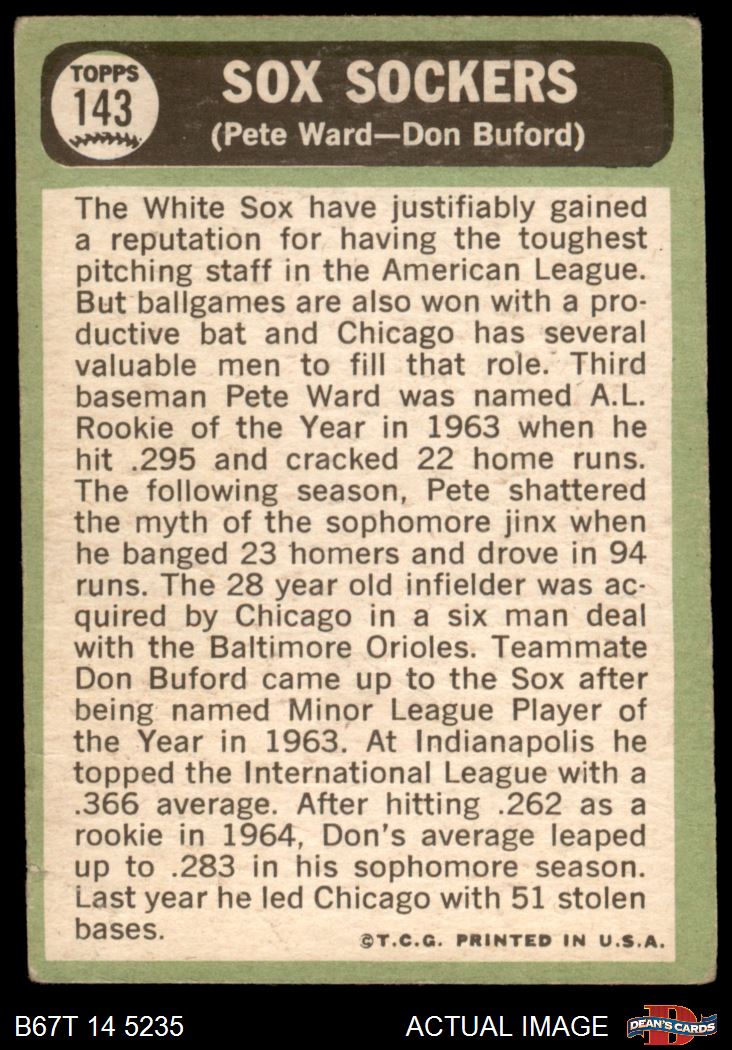 TOPPS
143
SOX SOCKERS
(Pete Ward—Don Buford)
The White Sox have justifiably gained
a reputation for having the toughest
pitching staff in the American League.
But ballgames are also won with a pro-
ductive bat and Chicago has several
valuable men to fill that role. Third
baseman Pete Ward was named A.L.
Rookie of the Year in 1963 when he
hit .295 and cracked 22 home runs.
The following season, Pete shattered
the myth of the sophomore jinx when
he banged 23 homers and drove in 94
runs. The 28 year old infielder was ac-
quired by Chicago in a six man deal
with the Baltimore Orioles. Teammate
Don Buford came up to the Sox after
being named Minor League Player of
the Year in 1963. At Indianapolis he
topped the International League with a
.366 average. After hitting .262 as a
rookie in 1964, Don's average leaped
up to .283 in his sophomore season.
Last year he led Chicago with 51 stolen
bases.
©T.C.G. PRINTED IN U.S.A.
B67T 14 5235
ACTUAL IMAGE
D
DEAN'S CARDS